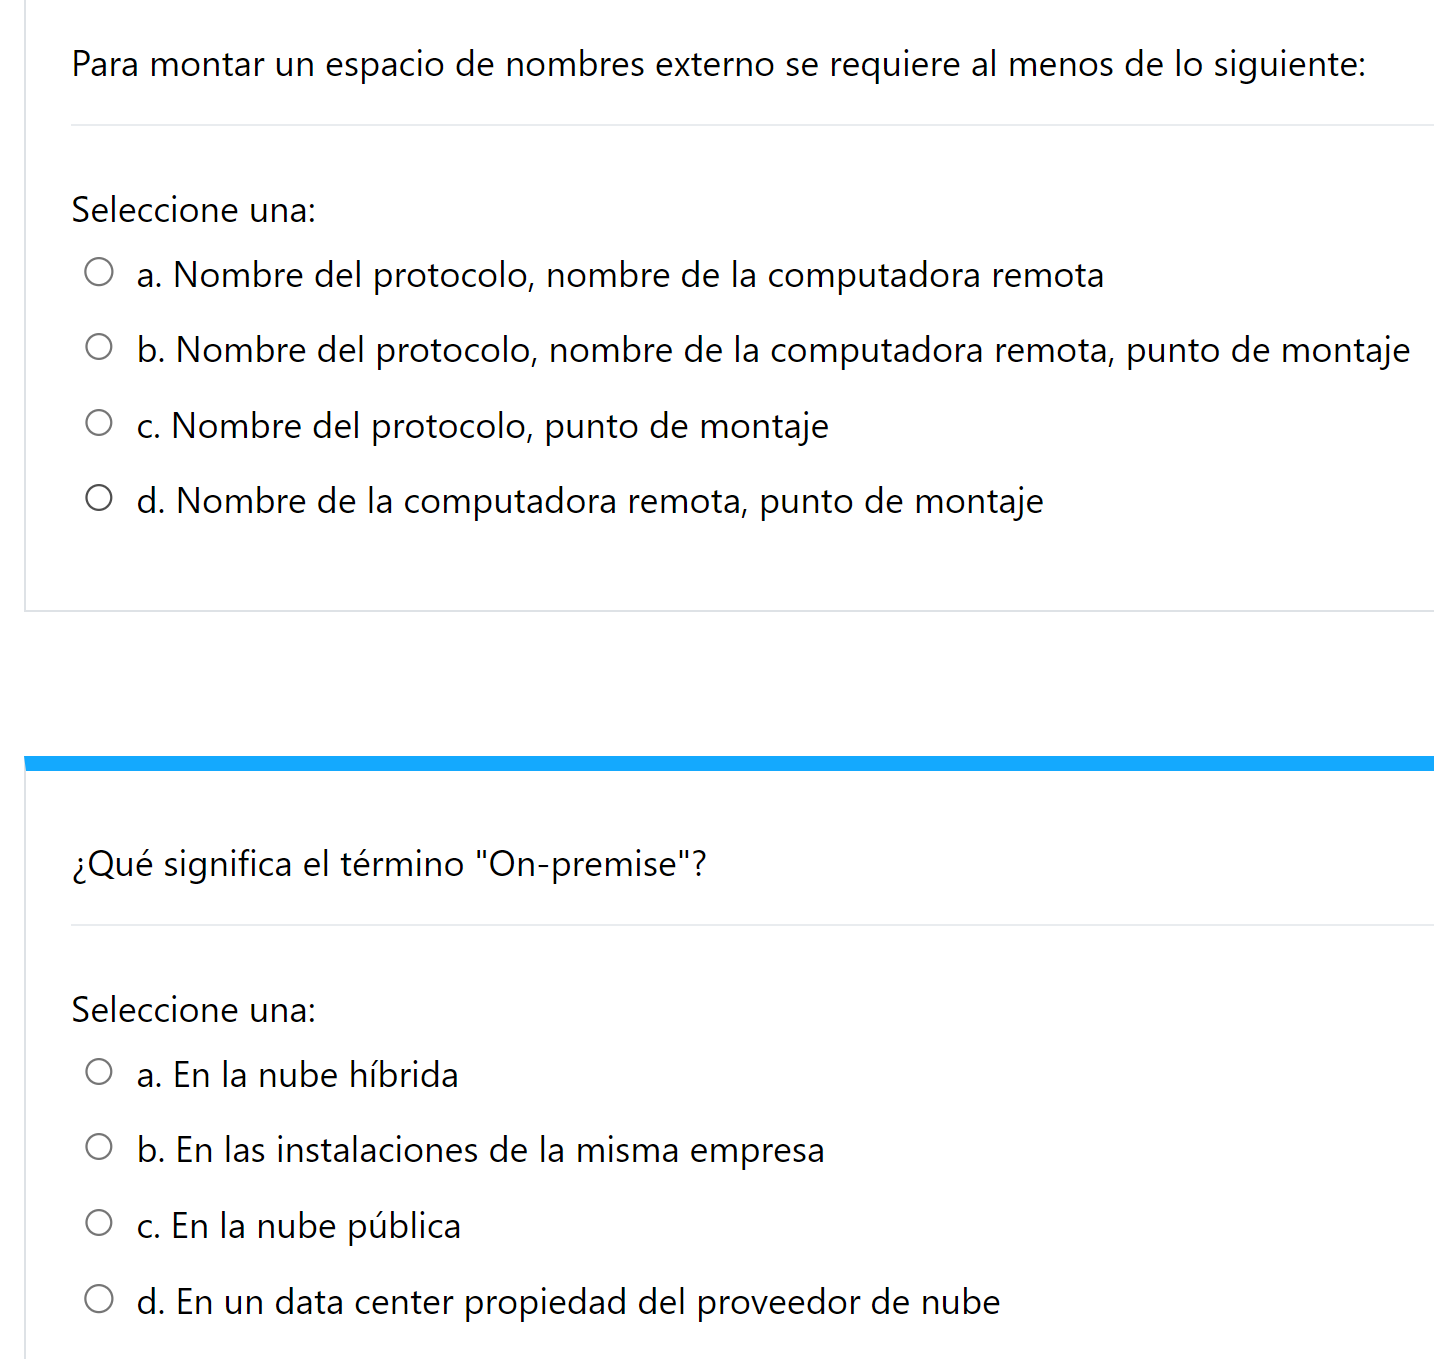 Para montar un espacio de nombres externo se requiere al menos de lo siguiente:
Seleccione una:
a. Nombre del protocolo, nombre de la computadora remota
b. Nombre del protocolo, nombre de la computadora remota, punto de montaje
c. Nombre del protocolo, punto de montaje
d. Nombre de la computadora remota, punto de montaje
¿Qué significa el término "On-premise"?
Seleccione una:
a. En la nube híbrida
b. En las instalaciones de la misma empresa
c. En la nube pública
d. En un data center propiedad del proveedor de nube